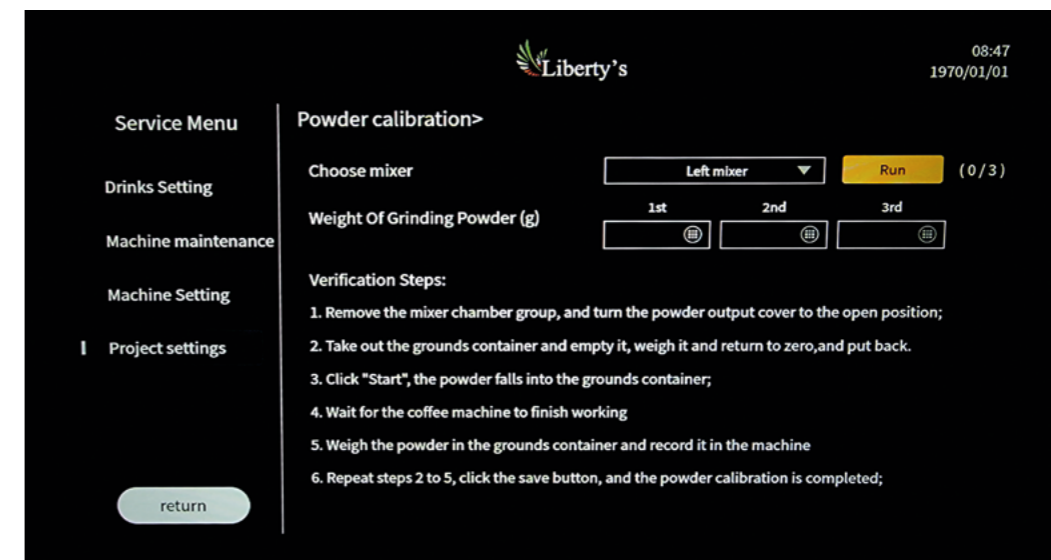 Liberty's
08:47
1970/01/01
Service Menu
Drinks Setting
Machine maintenance
Machine Setting
Project settings
return
Powder calibration>
Choose mixer
Left mixer
Run
(0/3)
Weight Of Grinding Powder (g)
1st
2nd
3rd
Verification Steps:
1. Remove the mixer chamber group, and turn the powder output cover to the open position;
2. Take out the grounds container and empty it, weigh it and return to zero,and put back.
3. Click "Start", the powder falls into the grounds container;
4. Wait for the coffee machine to finish working
5. Weigh the powder in the grounds container and record it in the machine
6. Repeat steps 2 to 5, click the save button, and the powder calibration is completed;